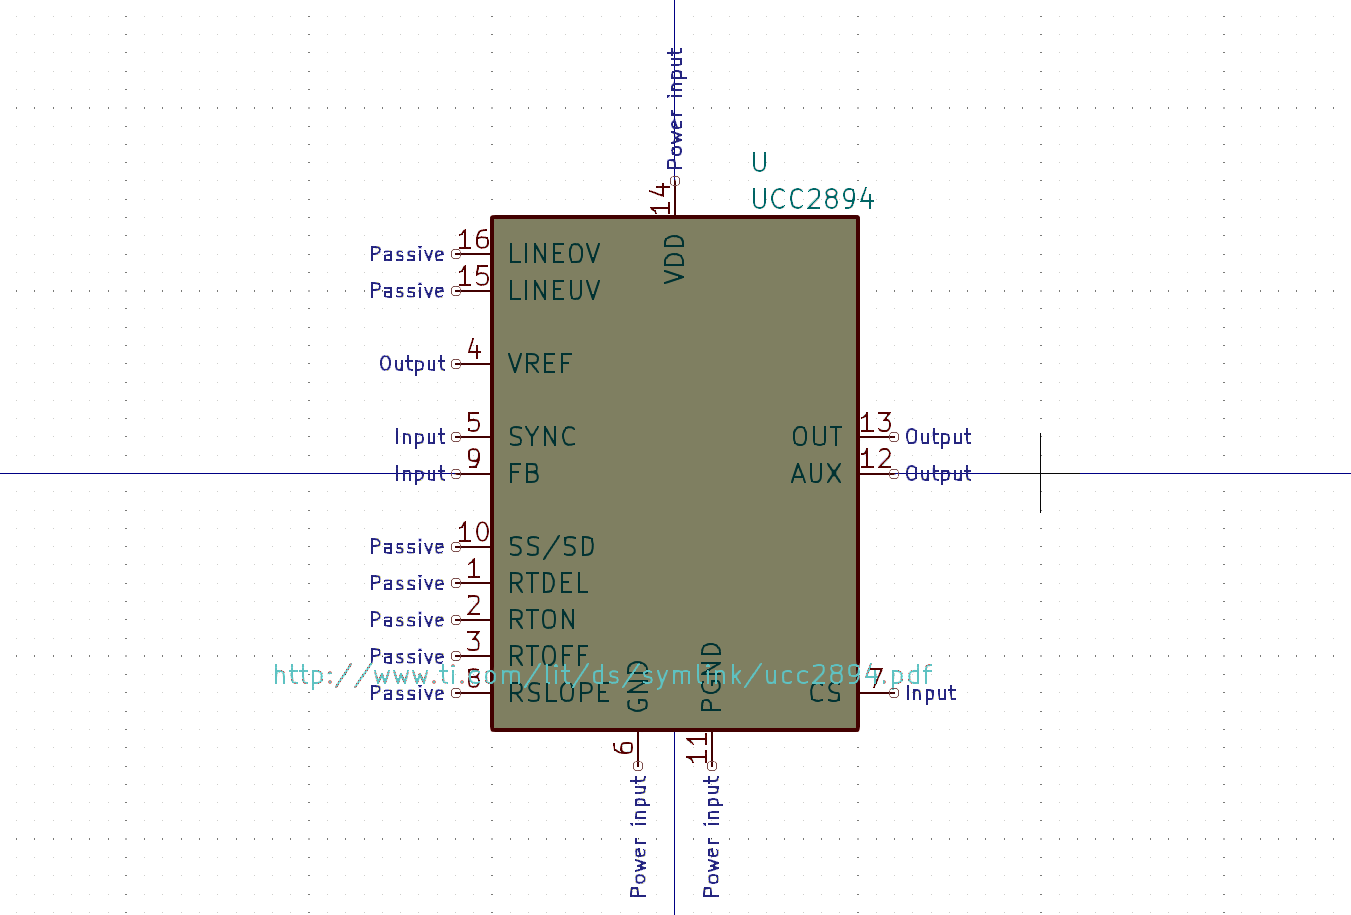 Power input
U
14
UCC2894
VDD
Passive 16 LINEOV
Passive 15 LINEUV
Output 4 VREF
Input 5 SYNC OUT 13 Output
Input 9 FB AUX 12 Output
Passive 10 SS/SD
Passive 1 RTDEL
Passive 2 RTON
Passive 3 RTOFF
http://www.ti.com/lit/ds/symlink/ucc2894.pdf
Passive 8 RSLOPE GND PGND CS 7 Input
6 11
Power input Power input